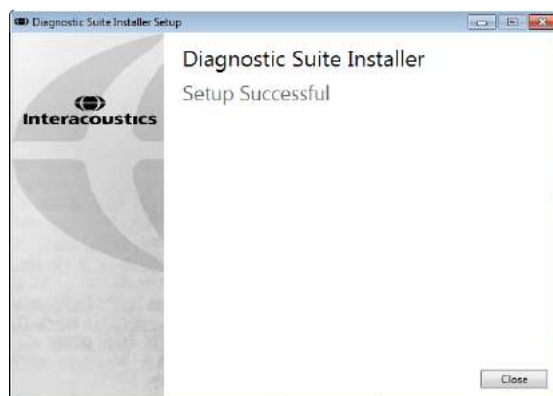 Diagnostic Suite Installer Setup
Diagnostic Suite Installer
Setup Successful
Interacoustics
Close